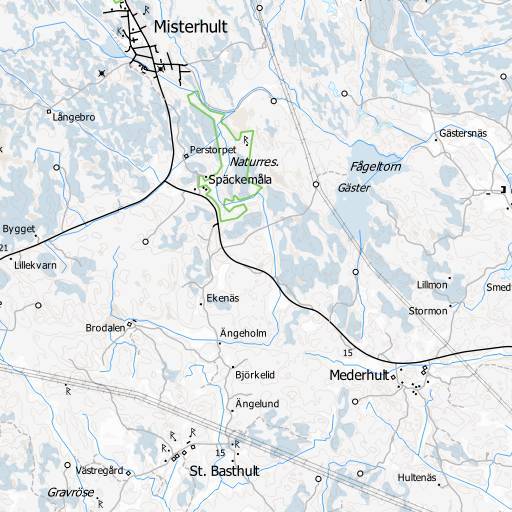 Misterhult
Långebro
Gästersnäs
Perstorpet
R
Naturres.
Fågeltorn
Späckemåla
Gäster
Bygget
21
Lillekvarn
Lillmon
Smed
Ekenäs
Stormon
Brodalen
Ängeholm
15
Björkelid
Mederhult
R
Ängelund
R
R
R
15
R
Västregård
St. Basthult
Hultenäs
Gravröse
R